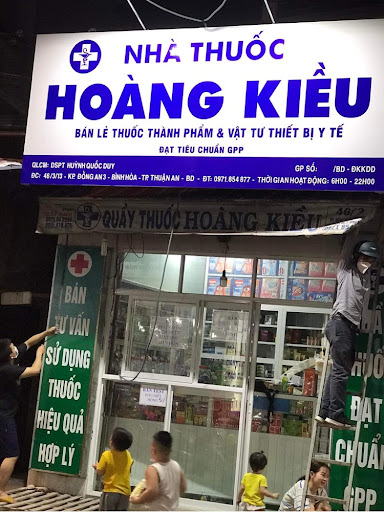 NHÀ THUỐC
HOÀNG KIỀU
BÁN LẺ THUỐC THÀNH PHẨM & VẬT TƯ THIẾT BỊ Y TẾ
ĐẠT TIÊU CHUẨN GPP
QLCM: DSPT HUỲNH QUỐC DUY
GP SỐ: /BD - ĐKKDD
ĐC: 46/3/13 - KP. ĐỒNG AN 3 - BÌNH HÒA - TP. THUẬN AN - BD - ĐT: 0971.854 877 - THỜI GIAN HOẠT ĐỘNG: 6H00 - 22H00
QUẦY THUỐC HOÀNG KIỀU
BÁN
TƯ VẤN
SỬ DỤNG
THUỐC
HIỆU QUẢ
HỢP LÝ
ĐẠT
CHUẨN
GPP